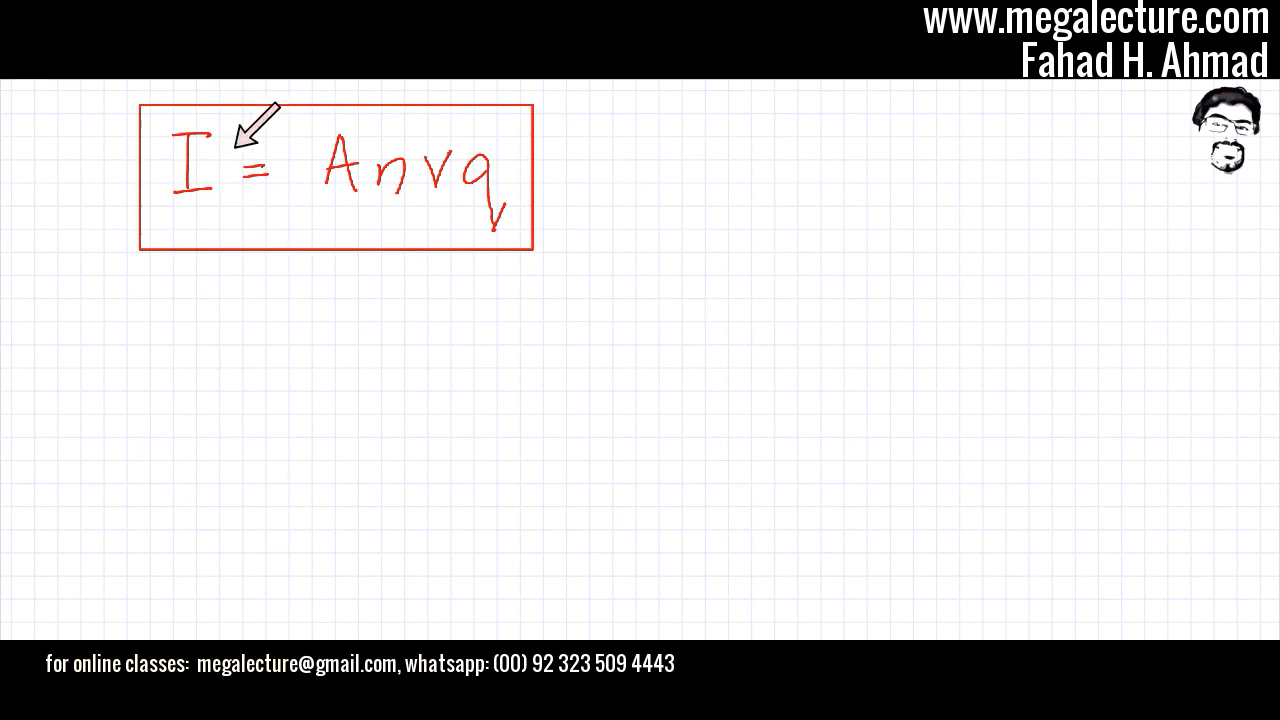 www.megalecture.com
Fahad H. Ahmad
I = Anvq
for online classes: megalecture@gmail.com, whatsapp: (00) 92 323 509 4443